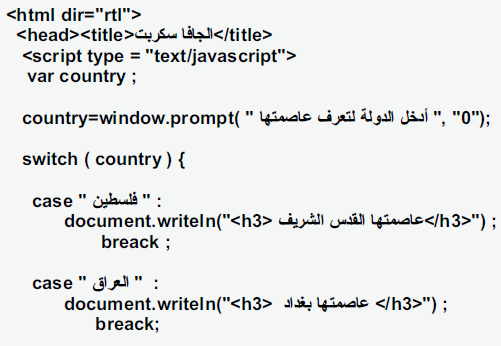 <html dir="rtl">
<head><title>الجافا سكربت</title>
<script type = "text/javascript">
var country ;
country=window.prompt( " أدخل الدولة لتعرف عاصمتها ", "0");
switch ( country ) {
case " فلسطين " :
document.writeln("<h3> عاصمتها القدس الشريف</h3>") ;
breack ;
case " العراق " :
document.writeln("<h3> عاصمتها بغداد </h3>") ;
breack;